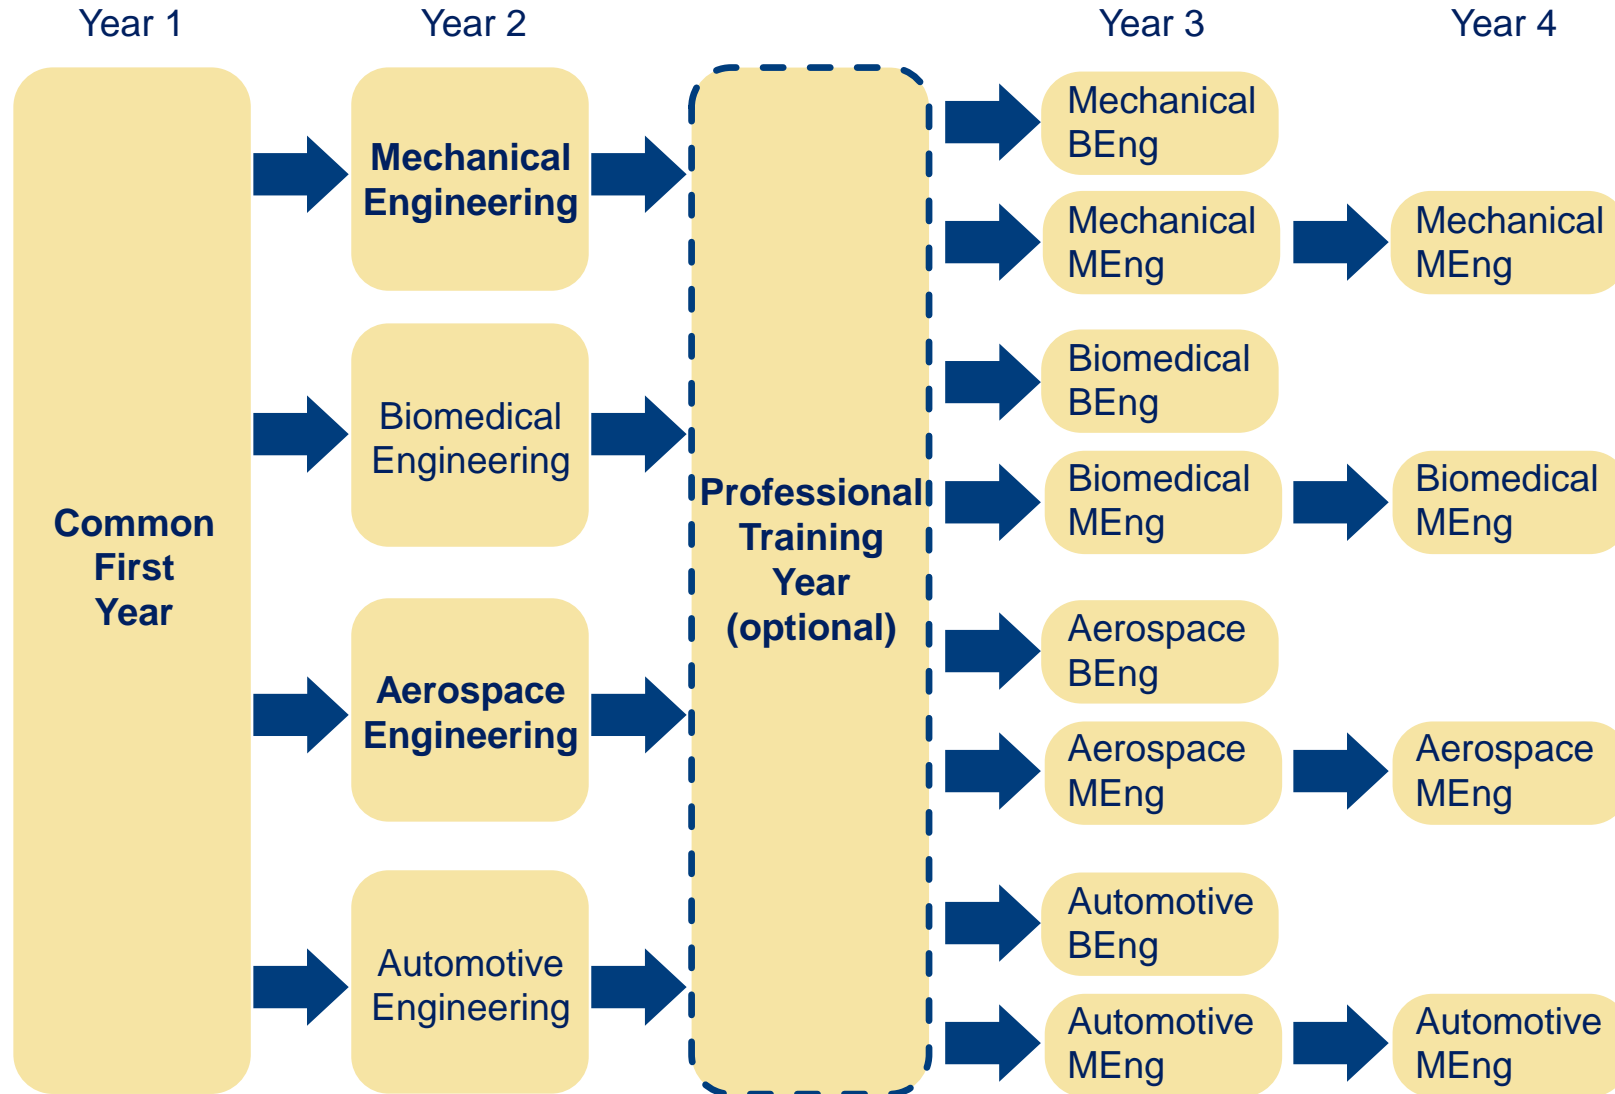 Year 1
Year 2
Year 3
Year 4
Common
First
Year
Mechanical
Engineering
Biomedical
Engineering
Aerospace
Engineering
Automotive
Engineering
Professional
Training
Year
(optional)
Mechanical
BEng
Mechanical
MEng
Mechanical
MEng
Biomedical
BEng
Biomedical
MEng
Biomedical
MEng
Aerospace
BEng
Aerospace
MEng
Aerospace
MEng
Automotive
BEng
Automotive
MEng
Automotive
MEng